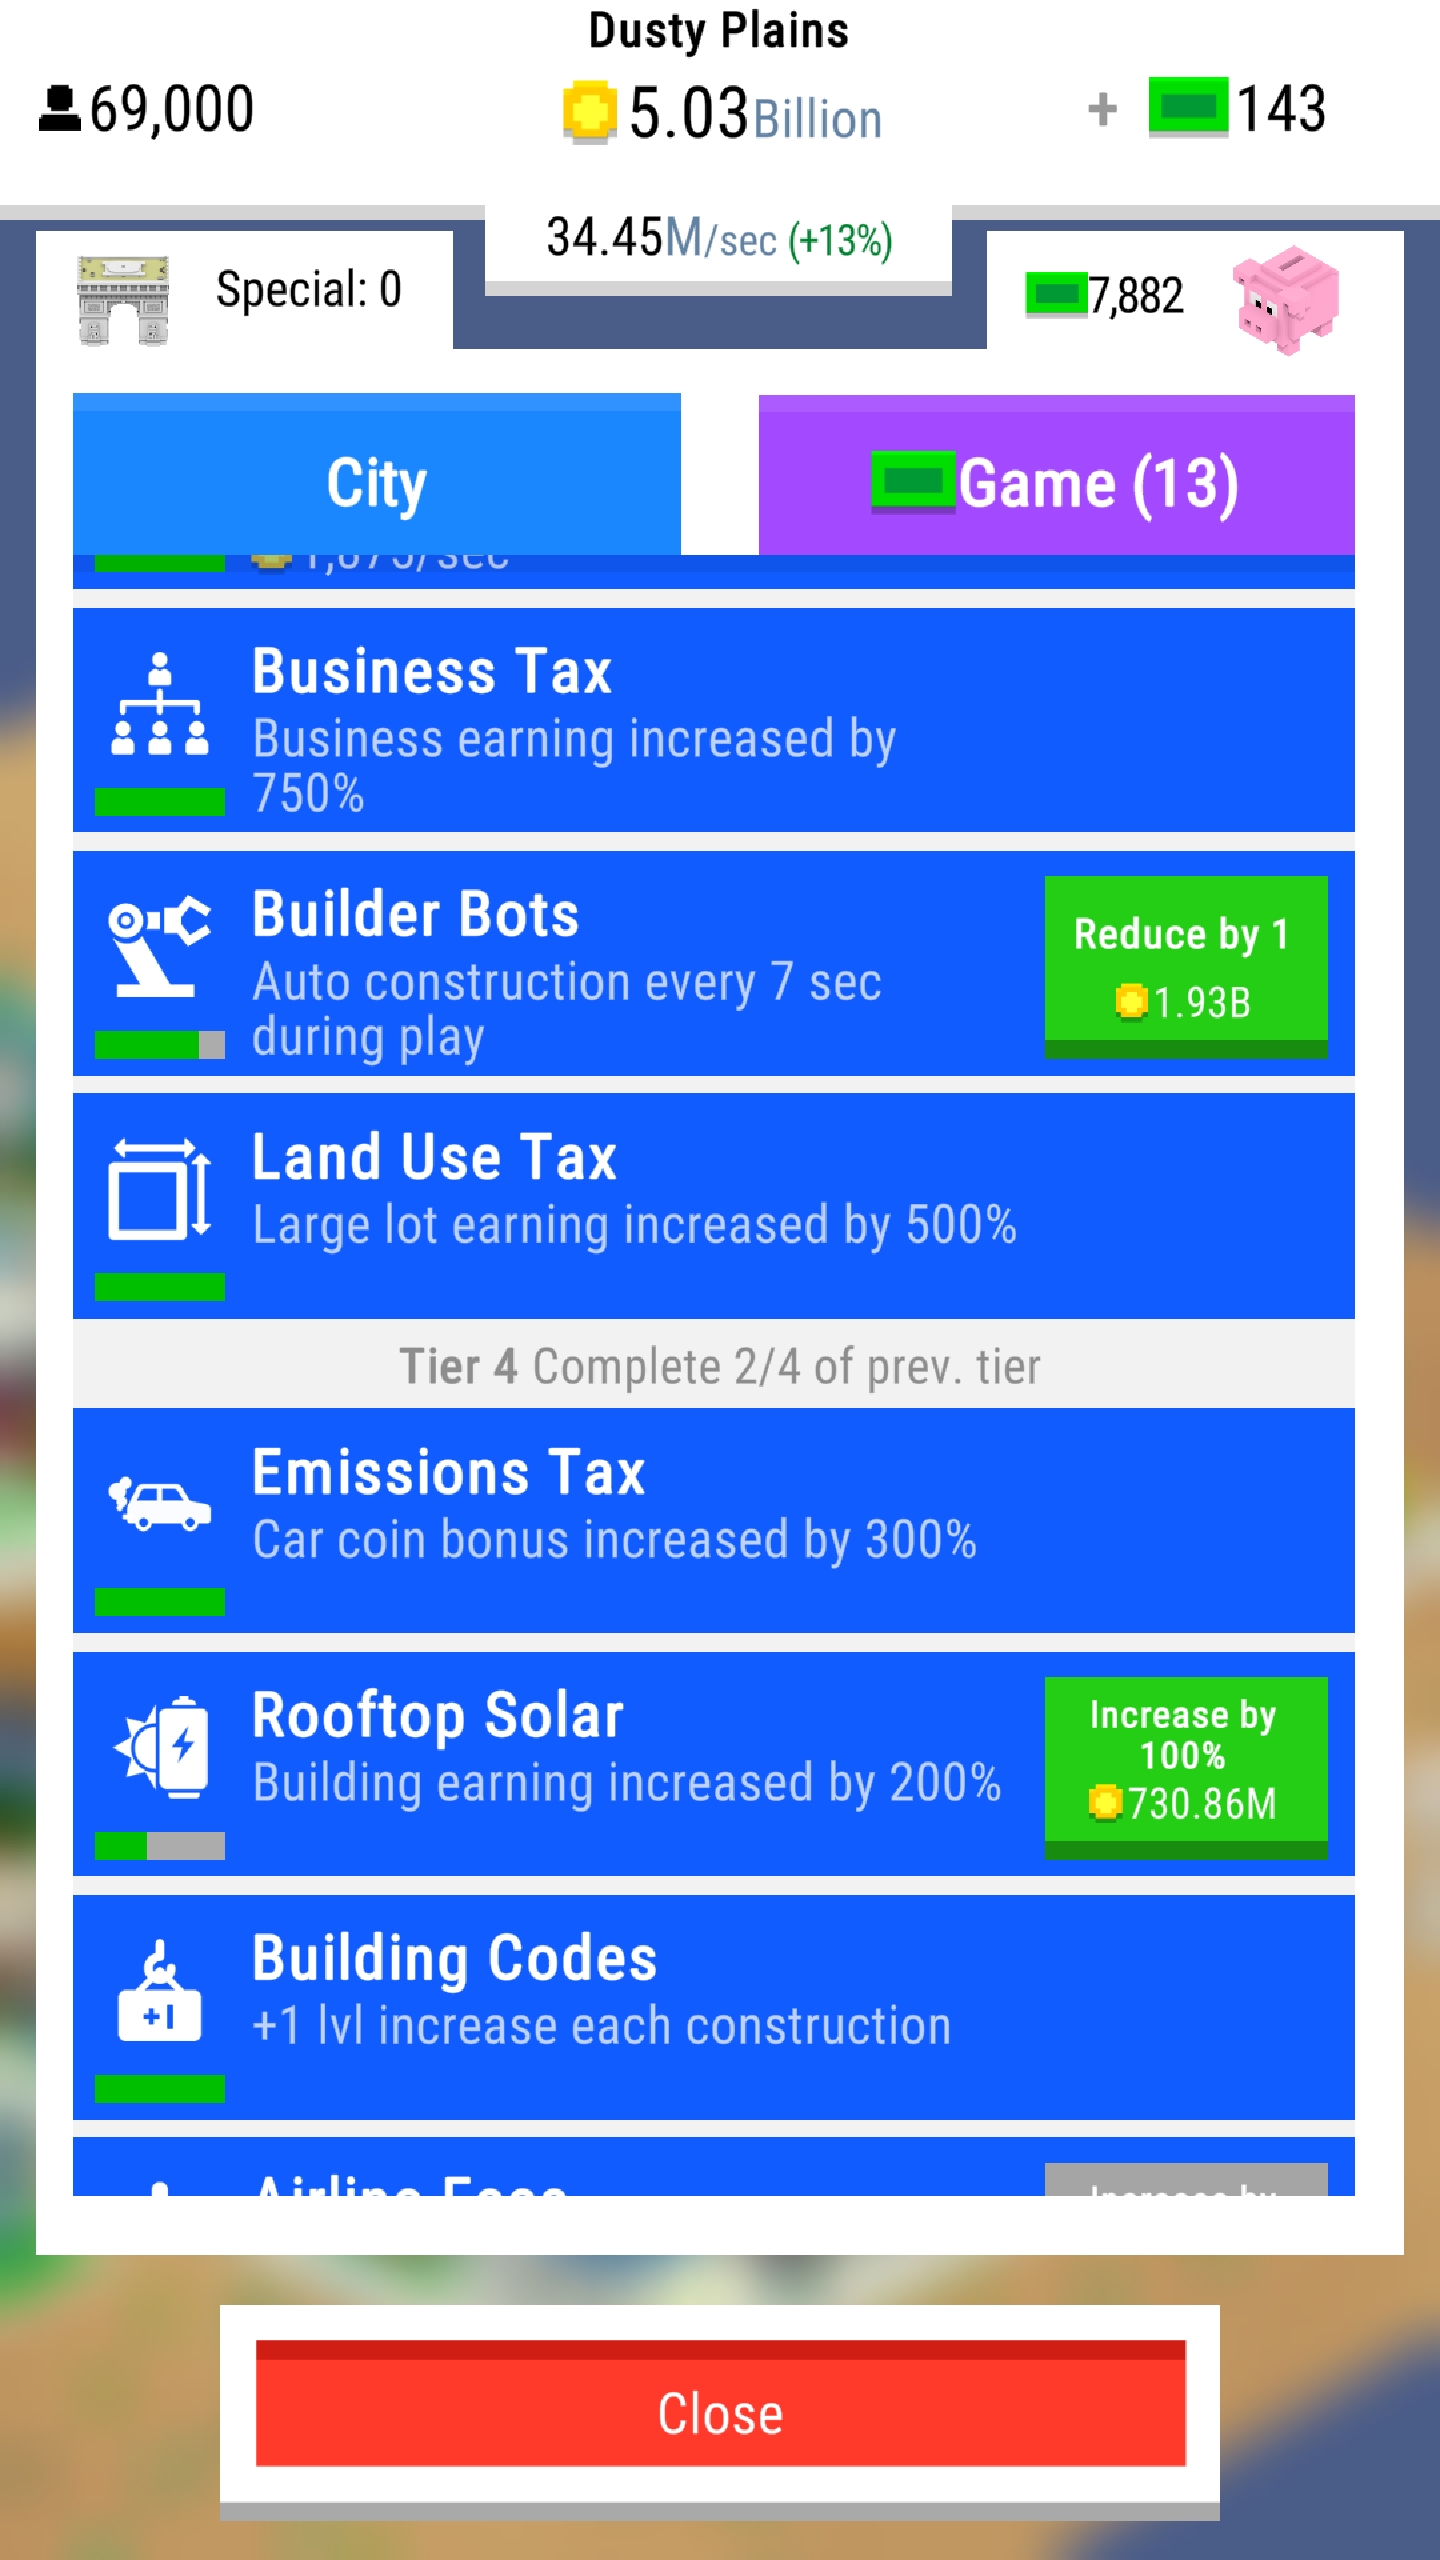 Dusty Plains
69,000
5.03Billion
+ 143
34.45M/sec (+13%)
Special: 0
7,882
City
Game (13)
Business Tax
Business earning increased by
750%
Builder Bots
Auto construction every 7 sec
during play
Reduce by 1
1.93B
Land Use Tax
Large lot earning increased by 500%
Tier 4 Complete 2/4 of prev. tier
Emissions Tax
Car coin bonus increased by 300%
Rooftop Solar
Building earning increased by 200%
Increase by
100%
730.86M
Building Codes
+1 lvl increase each construction
+1
Airline Fees
Increase by
Close